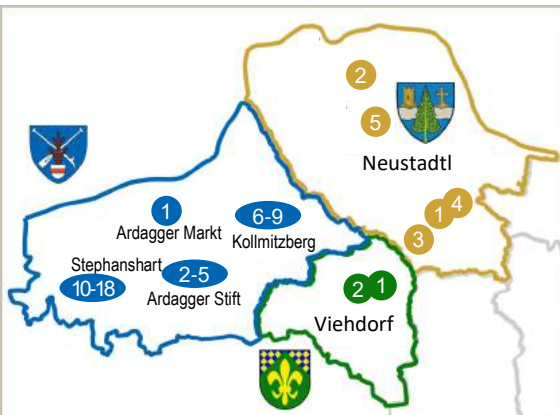 2
5
Neustadtl
1
4
3
1
Ardagger Markt
6-9
Kollmitzberg
Stephanshart
10-18
2-5
Ardagger Stift
2
1
Viehdorf